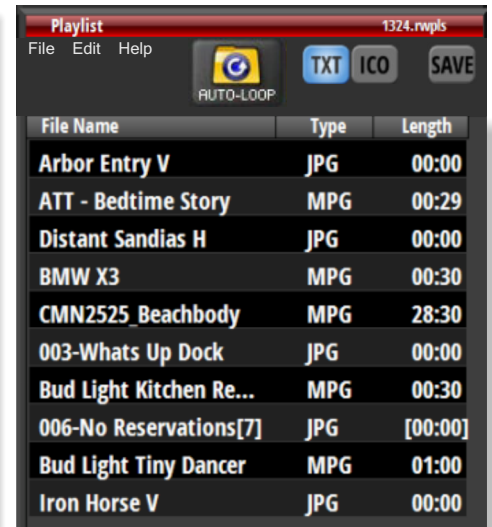 Playlist 1324.rwpls
File Edit Help
TXT ICO SAVE
AUTO-LOOP
File Name Type Length
Arbor Entry V JPG 00:00
ATT - Bedtime Story MPG 00:29
Distant Sandias H JPG 00:00
BMW X3 MPG 00:30
CMN2525_Beachbody MPG 28:30
003-Whats Up Dock JPG 00:00
Bud Light Kitchen Re... MPG 00:30
006-No Reservations[7] JPG [00:00]
Bud Light Tiny Dancer MPG 01:00
Iron Horse V JPG 00:00